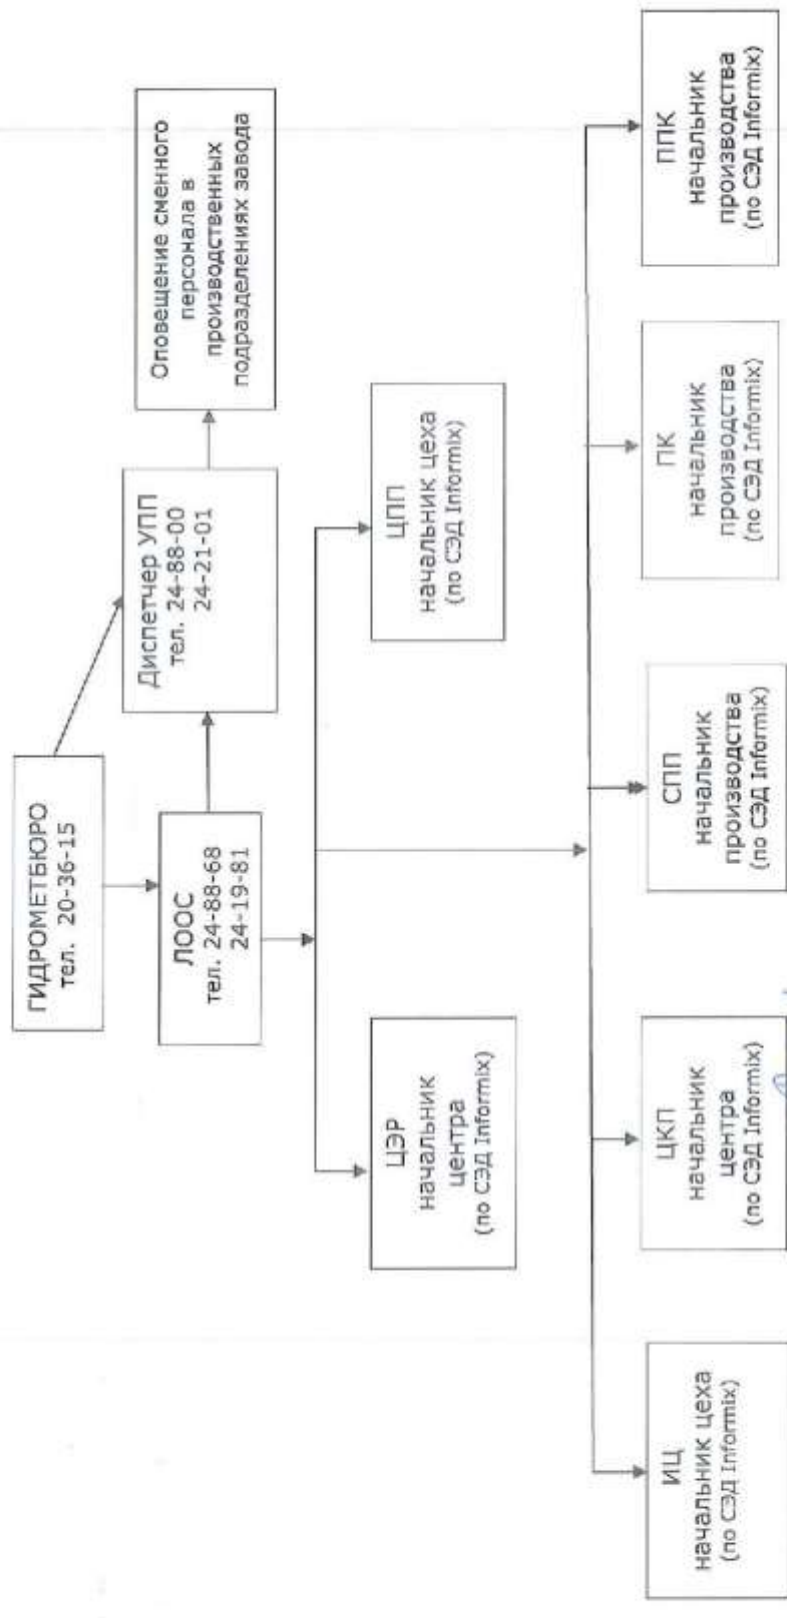 ГИДРОМЕТБЮРО
тел. 20-36-15
ЛООС
тел. 24-88-68
24-19-81
Диспетчер УПП
тел. 24-88-00
24-21-01
Оповещение сменного
персонала в
производственных
подразделениях завода
ЦЭР
начальник
центра
(по СЭД Informix)
ЦПП
начальник цеха
(по СЭД Informix)
ИЦ
начальник цеха
(по СЭД Informix)
ЦКП
начальник
центра
(по СЭД Informix)
СПП
начальник
производства
(по СЭД Informix)
ПК
начальник
производства
(по СЭД Informix)
ППК
начальник
производства
(по СЭД Informix)